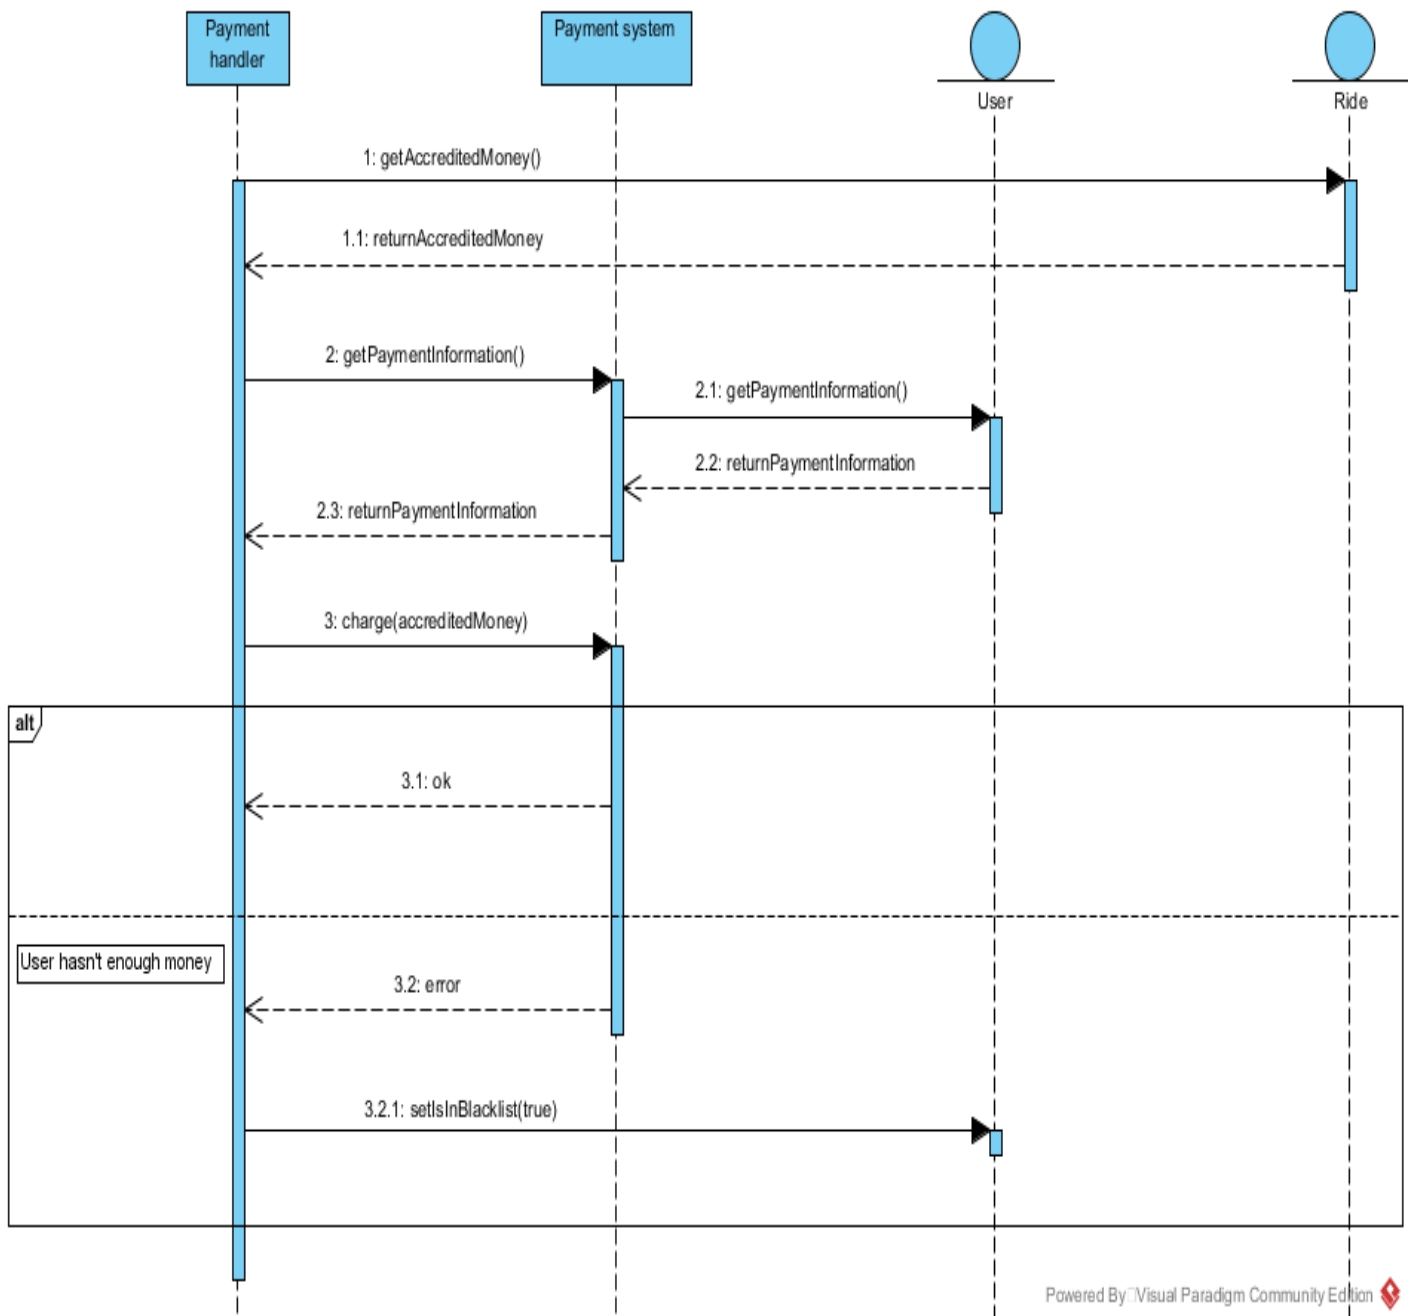 Payment
handler
Payment system
User
Ride
1: getAccreditedMoney()
1.1: returnAccreditedMoney
2: getPaymentInformation()
2.1: getPaymentInformation()
2.2: returnPaymentInformation
2.3: returnPaymentInformation
3: charge(accreditedMoney)
alt
3.1: ok
User hasn't enough money
3.2: error
3.2.1: setIsInBlacklist(true)
Powered By Visual Paradigm Community Edition